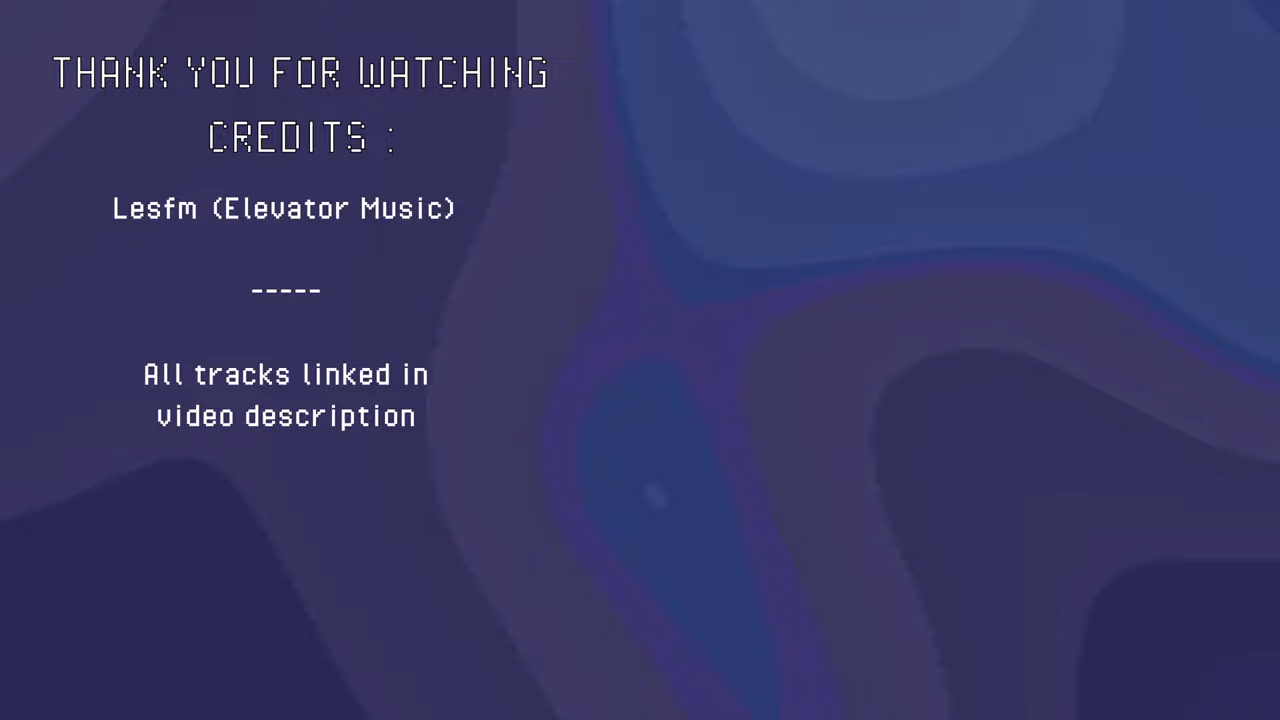 THANK YOU FOR WATCHING
CREDITS :
Lesfm (Elevator Music)
-----
All tracks linked in
video description